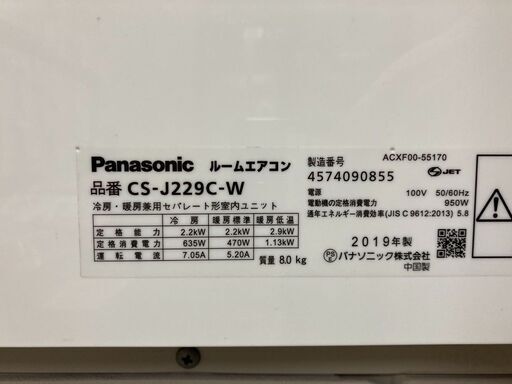 Panasonic ルームエアコン
品番 CS-J229C-W
冷房・暖房兼用セパレート形室内ユニット
冷房 暖房標準 暖房低温
定格能力 2.2kW 2.2kW 2.9kW
定格消費電力 635W 470W 1.13kW
運転電流 7.05A 5.20A
質量 8.0 kg
ACXF00-55170
製造番号
4574090855
JET
電源 100V 50/60Hz
電動機の定格消費電力 950W
通年エネルギー消費効率(JIS C 9612:2013) 5.8
2019年製
PS E パナソニック株式会社
中国製